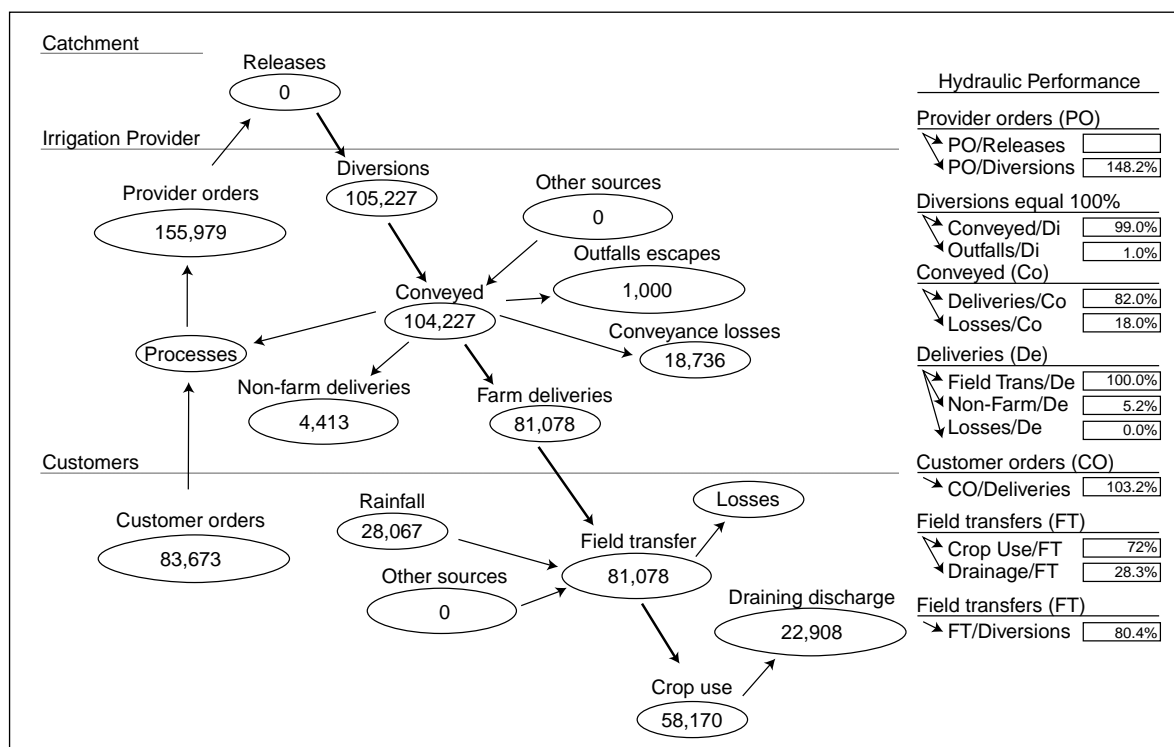 Catchment
Releases
0
Irrigation Provider
Diversions
105,227
Provider orders
155,979
Other sources
0
Outfalls escapes
1,000
Conveyed
104,227
Conveyance losses
18,736
Processes
Non-farm deliveries
4,413
Farm deliveries
81,078
Customers
Customer orders
83,673
Rainfall
28,067
Losses
Field transfer
81,078
Other sources
0
Draining discharge
22,908
Crop use
58,170
Hydraulic Performance
Provider orders (PO)
PO/Releases
PO/Diversions 148.2%
Diversions equal 100%
Conveyed/Di 99.0%
Outfalls/Di 1.0%
Conveyed (Co)
Deliveries/Co 82.0%
Losses/Co 18.0%
Deliveries (De)
Field Trans/De 100.0%
Non-Farm/De 5.2%
Losses/De 0.0%
Customer orders (CO)
CO/Deliveries 103.2%
Field transfers (FT)
Crop Use/FT 72%
Drainage/FT 28.3%
Field transfers (FT)
FT/Diversions 80.4%